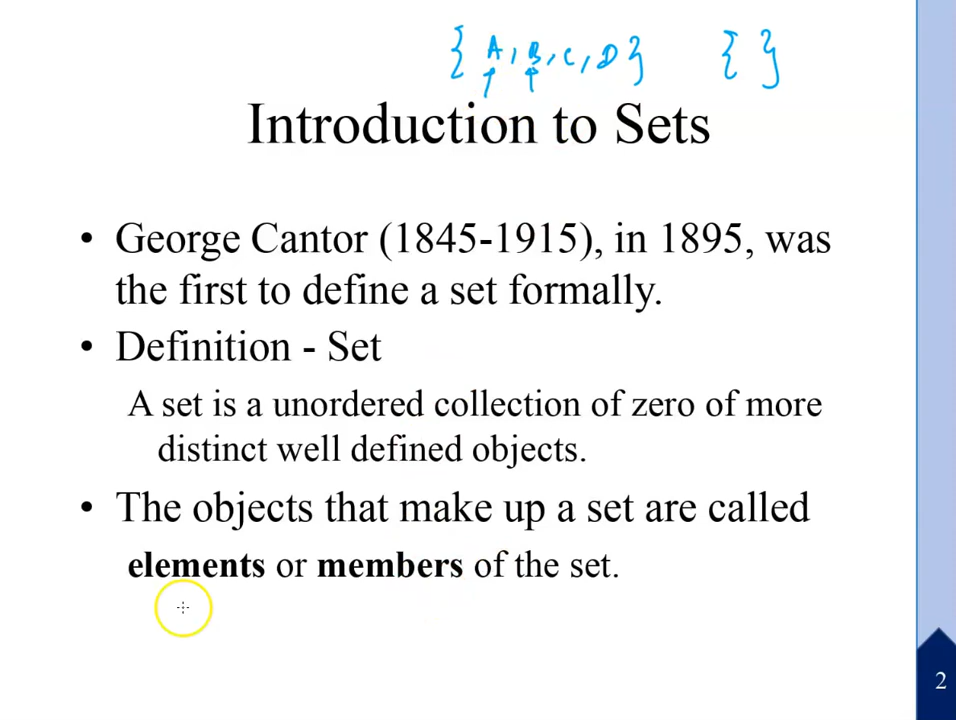 { A, B, C, D } { }
Introduction to Sets
• George Cantor (1845-1915), in 1895, was
the first to define a set formally.
• Definition - Set
A set is a unordered collection of zero of more
distinct well defined objects.
• The objects that make up a set are called
elements or members of the set.
2